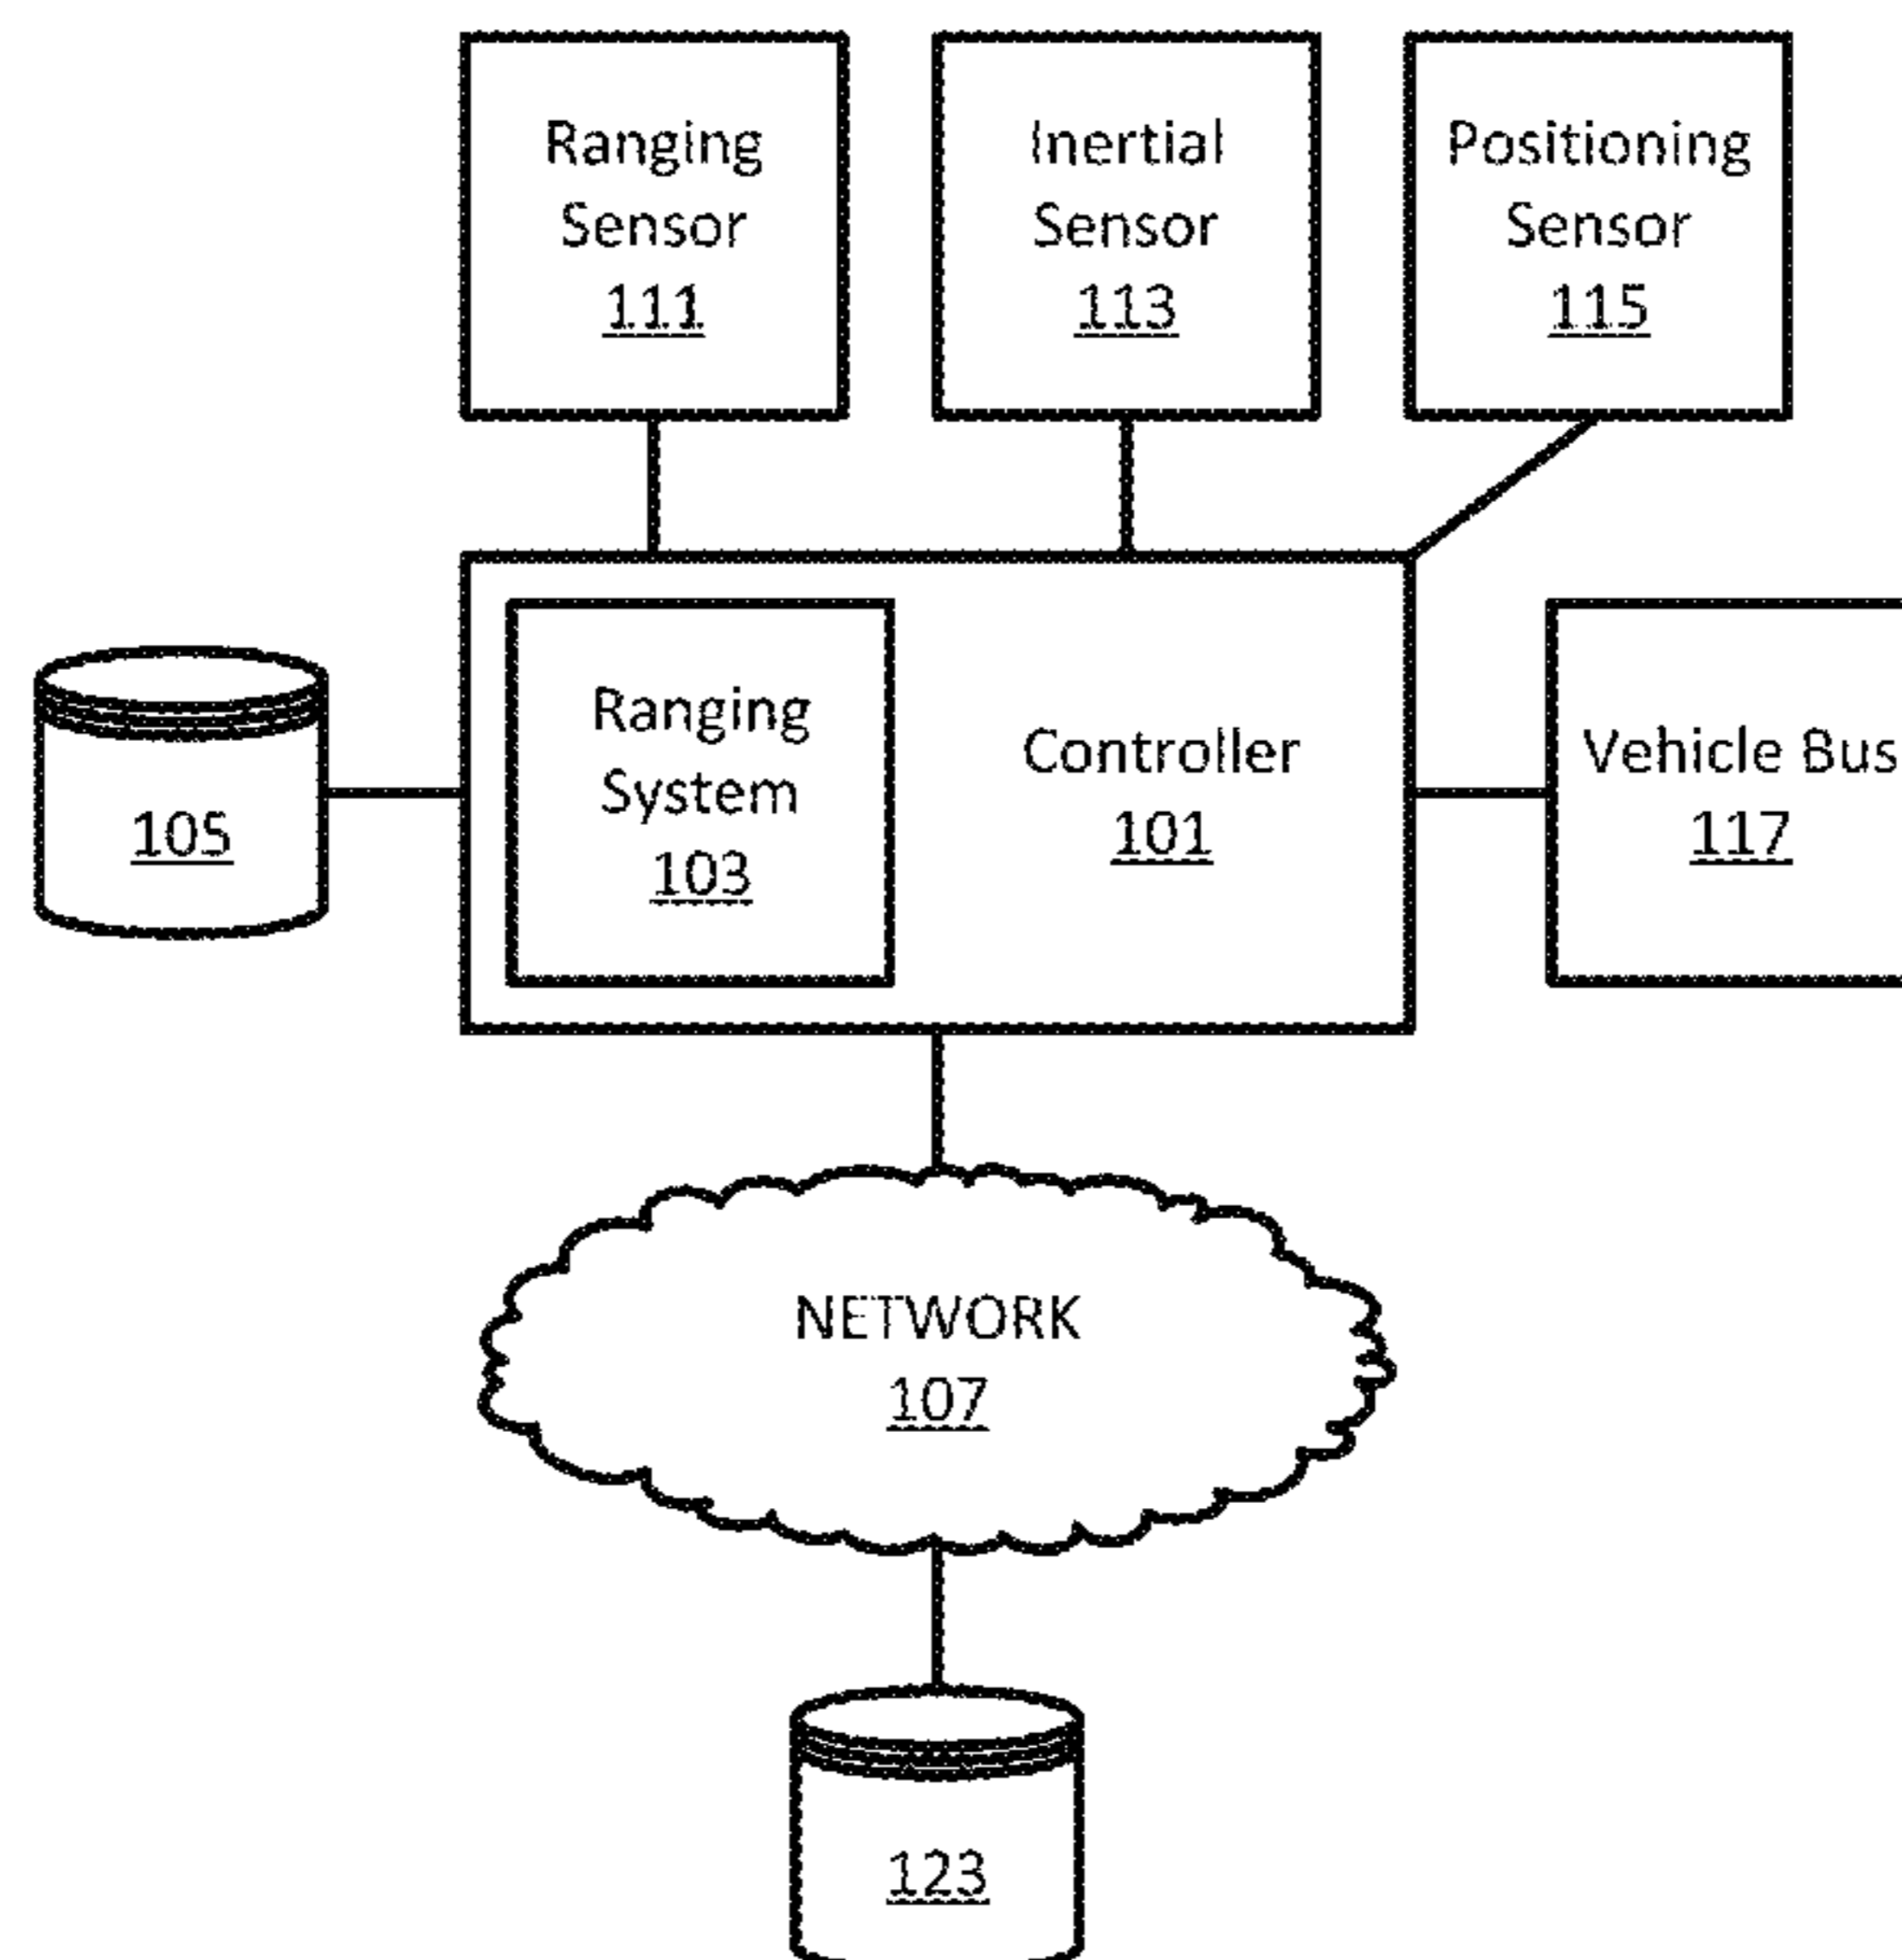 Ranging
Sensor
111
Inertial
Sensor
113
Positioning
Sensor
115
105
Ranging
System
103
Controller
101
Vehicle Bus
117
NETWORK
107
123